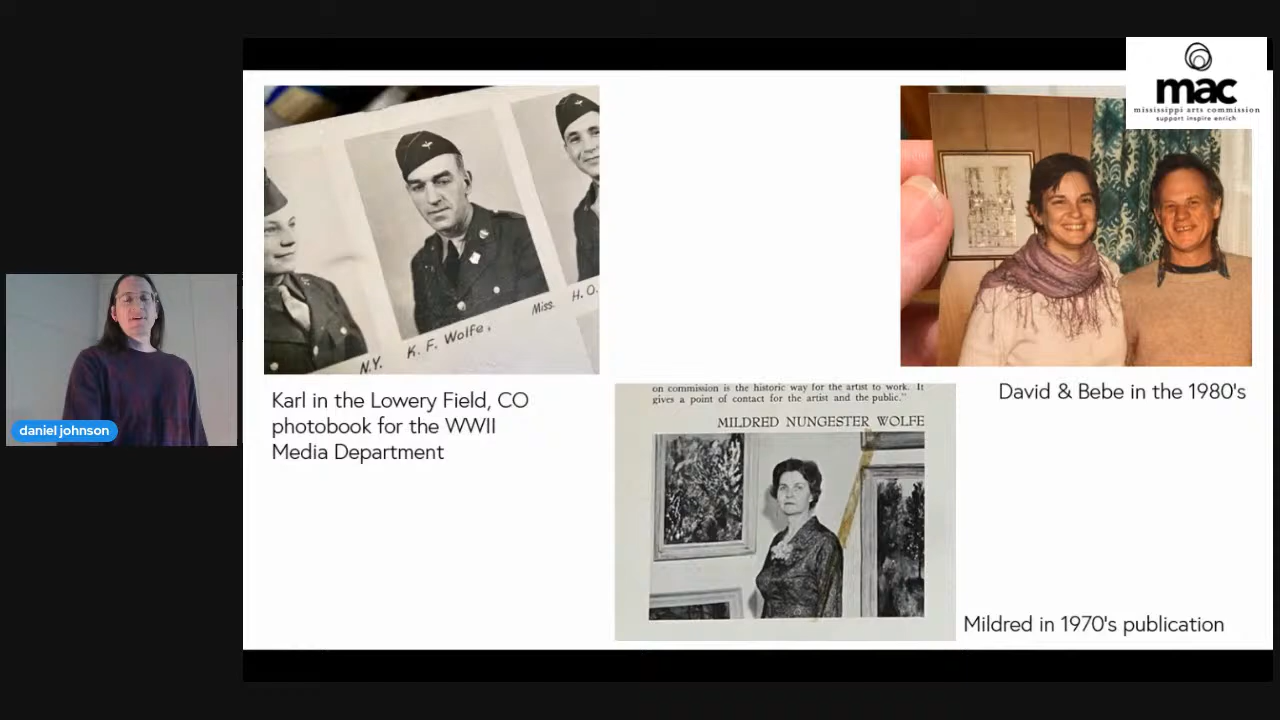 mac
mississippi arts commission
support inspire enrich
N.Y.
K. F. Wolfe,
Miss.
H. O.
Karl in the Lowery Field, CO
photobook for the WWII
Media Department
David & Bebe in the 1980's
daniel johnson
on commission is the historic way for the artist to work. It
gives a point of contact for the artist and the public."
MILDRED NUNGESTER WOLFE
Mildred in 1970's publication